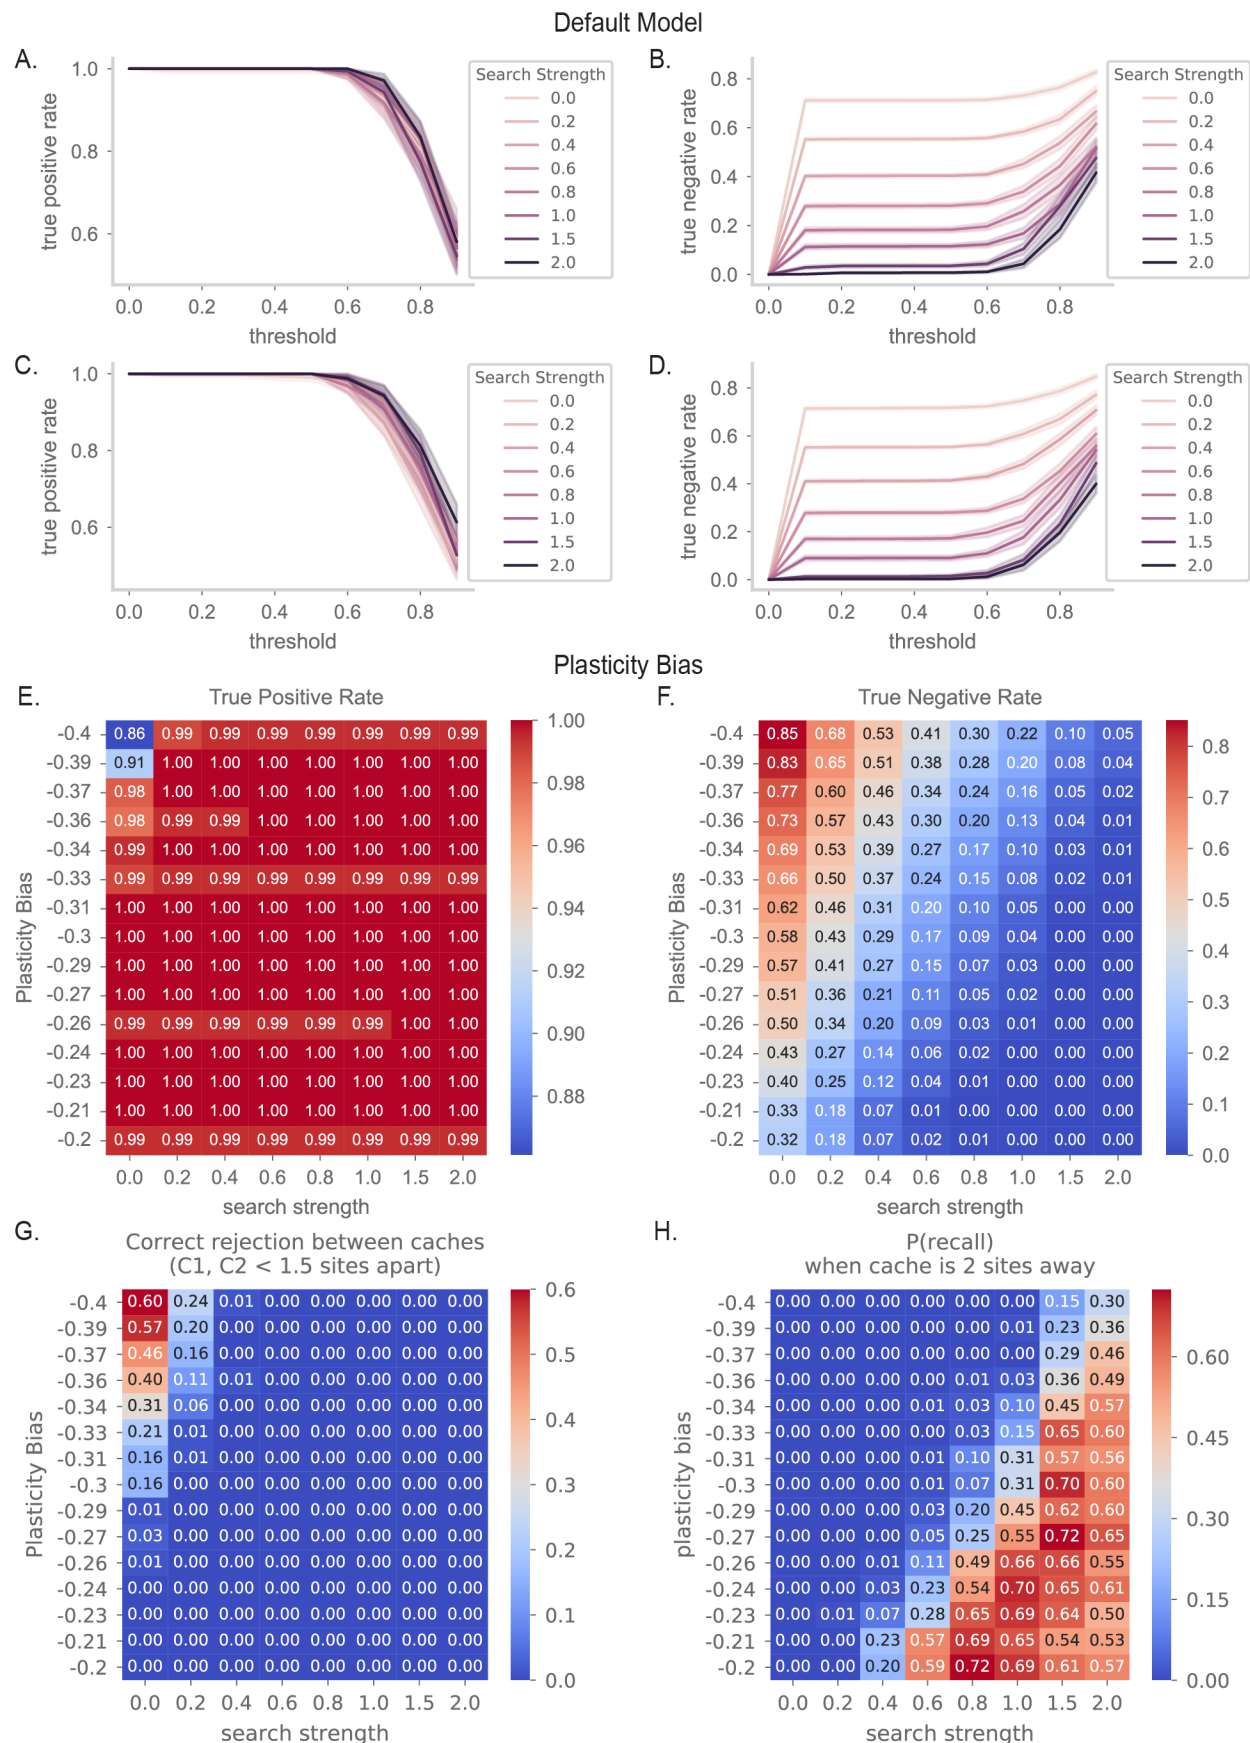 Default Model
A.
B.
1.0
0.8
0.6
true positive rate
0.0 0.2 0.4 0.6 0.8
threshold
Search Strength
0.0
0.2
0.4
0.6
0.8
1.0
1.5
2.0
0.8
0.6
0.4
0.2
0.0
true negative rate
0.0 0.2 0.4 0.6 0.8
threshold
Search Strength
0.0
0.2
0.4
0.6
0.8
1.0
1.5
2.0
C.
D.
1.0
0.8
0.6
true positive rate
0.0 0.2 0.4 0.6 0.8
threshold
Search Strength
0.0
0.2
0.4
0.6
0.8
1.0
1.5
2.0
0.8
0.6
0.4
0.2
0.0
true negative rate
0.0 0.2 0.4 0.6 0.8
threshold
Search Strength
0.0
0.2
0.4
0.6
0.8
1.0
1.5
2.0
Plasticity Bias
E.
True Positive Rate
Plasticity Bias
-0.4 0.86 0.99 0.99 0.99 0.99 0.99 0.99 0.99
-0.39 0.91 1.00 1.00 1.00 1.00 1.00 1.00 1.00
-0.37 0.98 1.00 1.00 1.00 1.00 1.00 1.00 1.00
-0.36 0.98 0.99 0.99 1.00 1.00 1.00 1.00 1.00
-0.34 0.99 1.00 1.00 1.00 1.00 1.00 1.00 1.00
-0.33 0.99 0.99 0.99 0.99 0.99 0.99 0.99 0.99
-0.31 1.00 1.00 1.00 1.00 1.00 1.00 1.00 1.00
-0.3 1.00 1.00 1.00 1.00 1.00 1.00 1.00 1.00
-0.29 1.00 1.00 1.00 1.00 1.00 1.00 1.00 1.00
-0.27 1.00 1.00 1.00 1.00 1.00 1.00 1.00 1.00
-0.26 0.99 0.99 0.99 0.99 0.99 0.99 1.00 1.00
-0.24 1.00 1.00 1.00 1.00 1.00 1.00 1.00 1.00
-0.23 1.00 1.00 1.00 1.00 1.00 1.00 1.00 1.00
-0.21 1.00 1.00 1.00 1.00 1.00 1.00 1.00 1.00
-0.2 0.99 0.99 0.99 0.99 0.99 0.99 0.99 0.99
0.0 0.2 0.4 0.6 0.8 1.0 1.5 2.0
search strength
1.00
0.98
0.96
0.94
0.92
0.90
0.88
F.
True Negative Rate
Plasticity Bias
-0.4 0.85 0.68 0.53 0.41 0.30 0.22 0.10 0.05
-0.39 0.83 0.65 0.51 0.38 0.28 0.20 0.08 0.04
-0.37 0.77 0.60 0.46 0.34 0.24 0.16 0.05 0.02
-0.36 0.73 0.57 0.43 0.30 0.20 0.13 0.04 0.01
-0.34 0.69 0.53 0.39 0.27 0.17 0.10 0.03 0.01
-0.33 0.66 0.50 0.37 0.24 0.15 0.08 0.02 0.01
-0.31 0.62 0.46 0.31 0.20 0.10 0.05 0.00 0.00
-0.3 0.58 0.43 0.29 0.17 0.09 0.04 0.00 0.00
-0.29 0.57 0.41 0.27 0.15 0.07 0.03 0.00 0.00
-0.27 0.51 0.36 0.21 0.11 0.05 0.02 0.00 0.00
-0.26 0.50 0.34 0.20 0.09 0.03 0.01 0.00 0.00
-0.24 0.43 0.27 0.14 0.06 0.02 0.00 0.00 0.00
-0.23 0.40 0.25 0.12 0.04 0.01 0.00 0.00 0.00
-0.21 0.33 0.18 0.07 0.01 0.00 0.00 0.00 0.00
-0.2 0.32 0.18 0.07 0.02 0.01 0.00 0.00 0.00
0.0 0.2 0.4 0.6 0.8 1.0 1.5 2.0
search strength
0.8
0.7
0.6
0.5
0.4
0.3
0.2
0.1
0.0
G.
Correct rejection between caches
(C1, C2 < 1.5 sites apart)
Plasticity Bias
-0.4 0.60 0.24 0.01 0.00 0.00 0.00 0.00 0.00
-0.39 0.57 0.20 0.00 0.00 0.00 0.00 0.00 0.00
-0.37 0.46 0.16 0.00 0.00 0.00 0.00 0.00 0.00
-0.36 0.40 0.11 0.01 0.00 0.00 0.00 0.00 0.00
-0.34 0.31 0.06 0.00 0.00 0.00 0.00 0.00 0.00
-0.33 0.21 0.01 0.00 0.00 0.00 0.00 0.00 0.00
-0.31 0.16 0.00 0.00 0.00 0.00 0.00 0.00 0.00
-0.3 0.16 0.00 0.00 0.00 0.00 0.00 0.00 0.00
-0.29 0.01 0.00 0.00 0.00 0.00 0.00 0.00 0.00
-0.27 0.03 0.00 0.00 0.00 0.00 0.00 0.00 0.00
-0.26 0.01 0.00 0.00 0.00 0.00 0.00 0.00 0.00
-0.24 0.00 0.00 0.00 0.00 0.00 0.00 0.00 0.00
-0.23 0.00 0.00 0.00 0.00 0.00 0.00 0.00 0.00
-0.21 0.00 0.00 0.00 0.00 0.00 0.00 0.00 0.00
-0.2 0.00 0.00 0.00 0.00 0.00 0.00 0.00 0.00
0.0 0.2 0.4 0.6 0.8 1.0 1.5 2.0
search strength
0.6
0.5
0.4
0.3
0.2
0.1
0.0
H.
P(recall)
when cache is 2 sites away
plasticity bias
-0.4 0.00 0.00 0.00 0.00 0.00 0.00 0.15 0.30
-0.39 0.00 0.00 0.00 0.00 0.00 0.01 0.23 0.36
-0.37 0.00 0.00 0.00 0.00 0.00 0.00 0.29 0.46
-0.36 0.00 0.00 0.00 0.00 0.01 0.03 0.36 0.49
-0.34 0.00 0.00 0.00 0.01 0.03 0.10 0.45 0.57
-0.33 0.00 0.00 0.00 0.00 0.03 0.15 0.65 0.60
-0.31 0.00 0.00 0.00 0.01 0.10 0.31 0.57 0.56
-0.3 0.00 0.00 0.00 0.01 0.07 0.31 0.70 0.60
-0.29 0.00 0.00 0.00 0.03 0.20 0.45 0.62 0.60
-0.27 0.00 0.00 0.00 0.05 0.25 0.55 0.72 0.65
-0.26 0.00 0.00 0.01 0.11 0.49 0.66 0.66 0.55
-0.24 0.00 0.00 0.03 0.23 0.54 0.70 0.65 0.61
-0.23 0.00 0.01 0.07 0.28 0.65 0.69 0.64 0.50
-0.21 0.00 0.00 0.23 0.57 0.69 0.65 0.54 0.53
-0.2 0.00 0.00 0.20 0.59 0.72 0.69 0.61 0.57
0.0 0.2 0.4 0.6 0.8 1.0 1.5 2.0
search strength
0.60
0.45
0.30
0.15
0.00